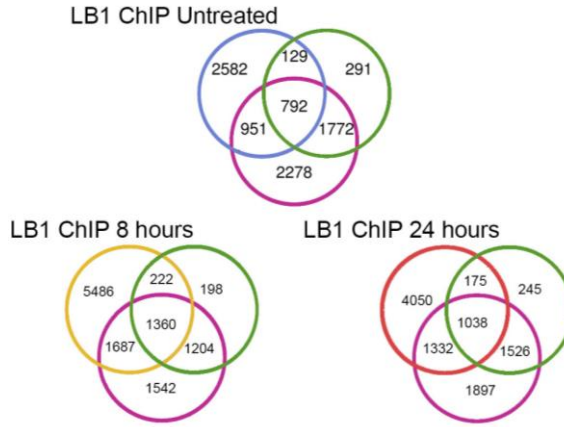 LB1 ChIP Untreated
2582 129 291
792
951 1772
2278
LB1 ChIP 8 hours
5486 222 198
1360
1687 1204
1542
LB1 ChIP 24 hours
4050 175 245
1038
1332 1526
1897